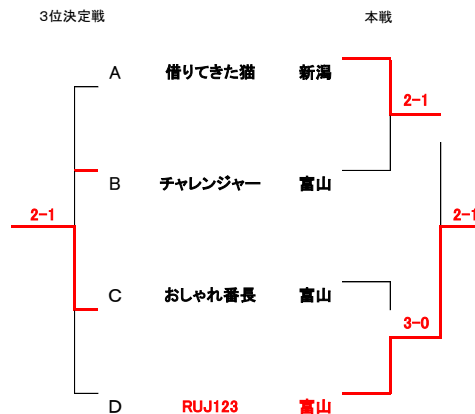 3位決定戦 本戦
A 借りてきた猫 新潟
2-1
B チャレンジャー 富山
2-1 2-1
C おしゃれ番長 富山
3-0
D RUJ123 富山